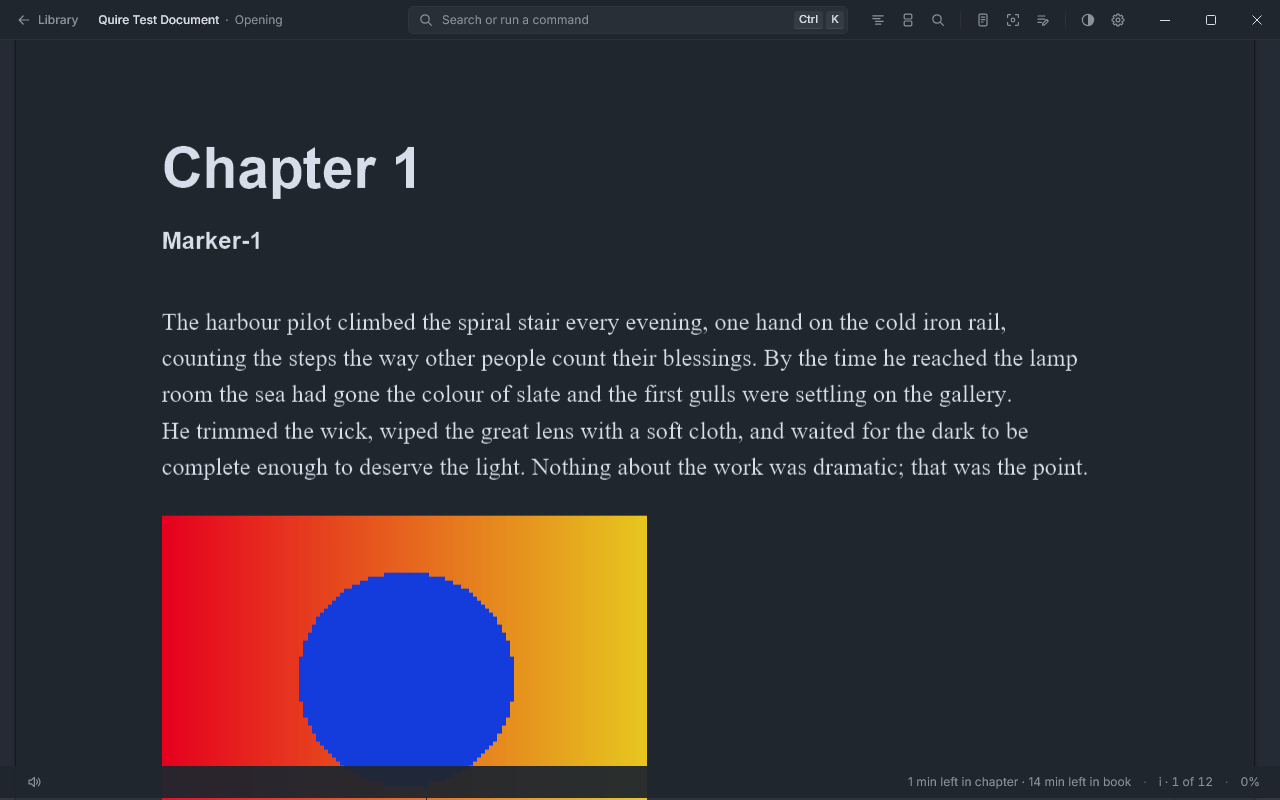 Library
Quire Test Document · Opening
Search or run a command
Ctrl K
Chapter 1
Marker-1
The harbour pilot climbed the spiral stair every evening, one hand on the cold iron rail,
counting the steps the way other people count their blessings. By the time he reached the lamp
room the sea had gone the colour of slate and the first gulls were settling on the gallery.
He trimmed the wick, wiped the great lens with a soft cloth, and waited for the dark to be
complete enough to deserve the light. Nothing about the work was dramatic; that was the point.
1 min left in chapter · 14 min left in book · i · 1 of 12 · 0%